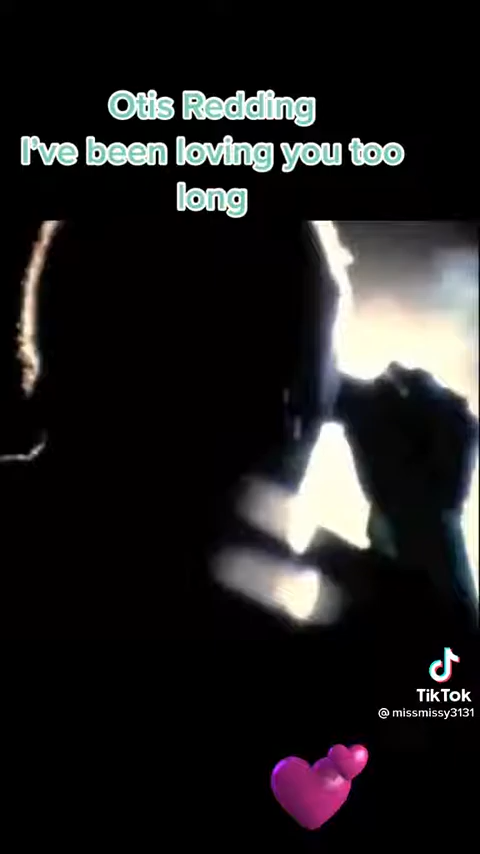 Otis Redding
I've been loving you too
long
TikTok
@missmissy3131